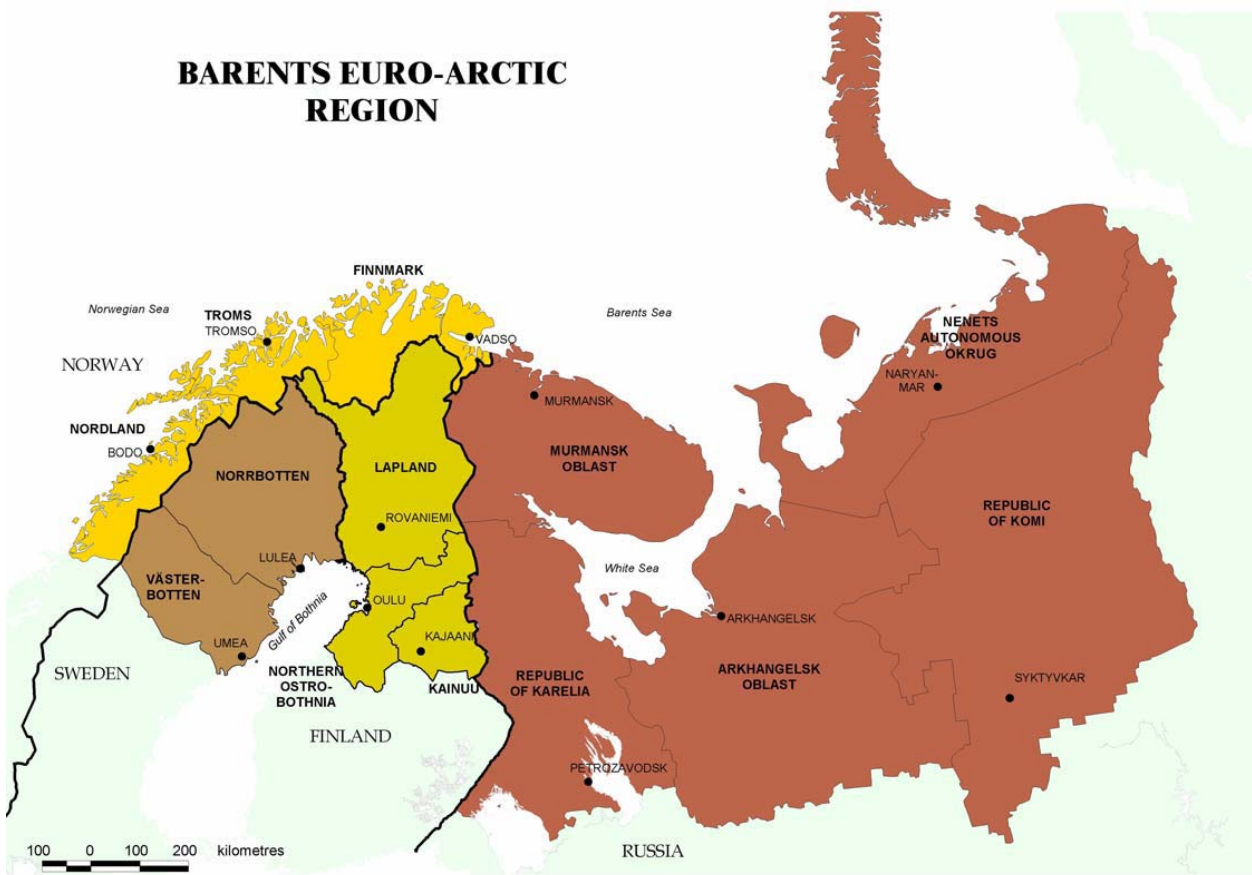 BARENTS EURO-ARCTIC
REGION
FINNMARK
Norwegian Sea
TROMS
TROMSO
Barents Sea
VADSO
NENETS
AUTONOMOUS
OKRUG
NORWAY
NARYAN-
MAR
MURMANSK
NORDLAND
BODO
MURMANSK
OBLAST
NORRBOTTEN
LAPLAND
REPUBLIC
OF KOMI
ROVANIEMI
LULEA
White Sea
VÄSTER-
BOTTEN
OULU
ARKHANGELSK
Gulf of Bothnia
UMEA
KAJAANI
SWEDEN
NORTHERN
OSTRO-
BOTHNIA
KAINUU
REPUBLIC
OF KARELIA
ARKHANGELSK
OBLAST
SYKTYVKAR
FINLAND
PETROZAVODSK
RUSSIA
100 0 100 200 kilometres